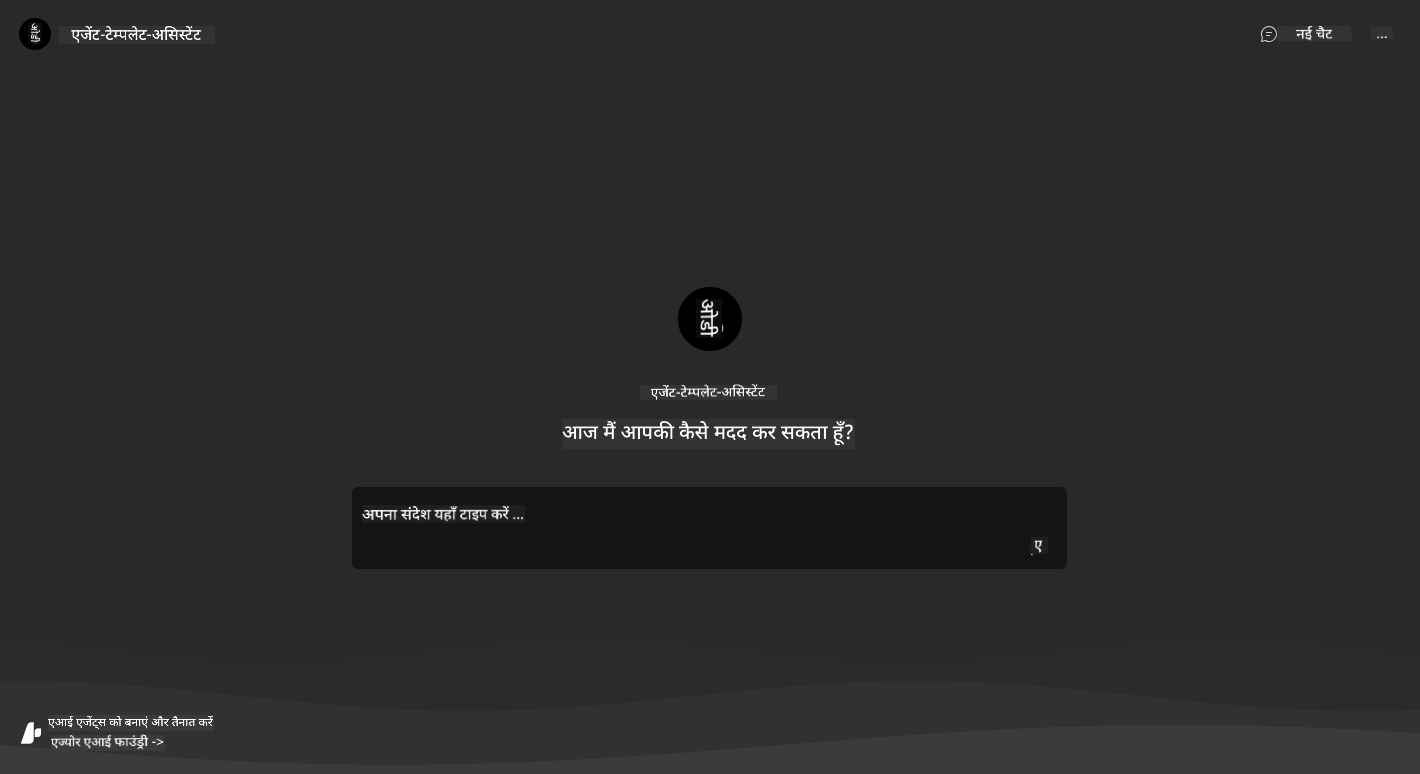 ओडी
एजेंट-टेम्पलेट-असिस्टेंट
नई चैट
...
ओडी
एजेंट-टेम्पलेट-असिस्टेंट
आज मैं आपकी कैसे मदद कर सकता हूँ?
अपना संदेश यहाँ टाइप करें ...
ए
एआई एजेंट्स को बनाएं और तैनात करें
एज्योर एआई फाउंड्री ->